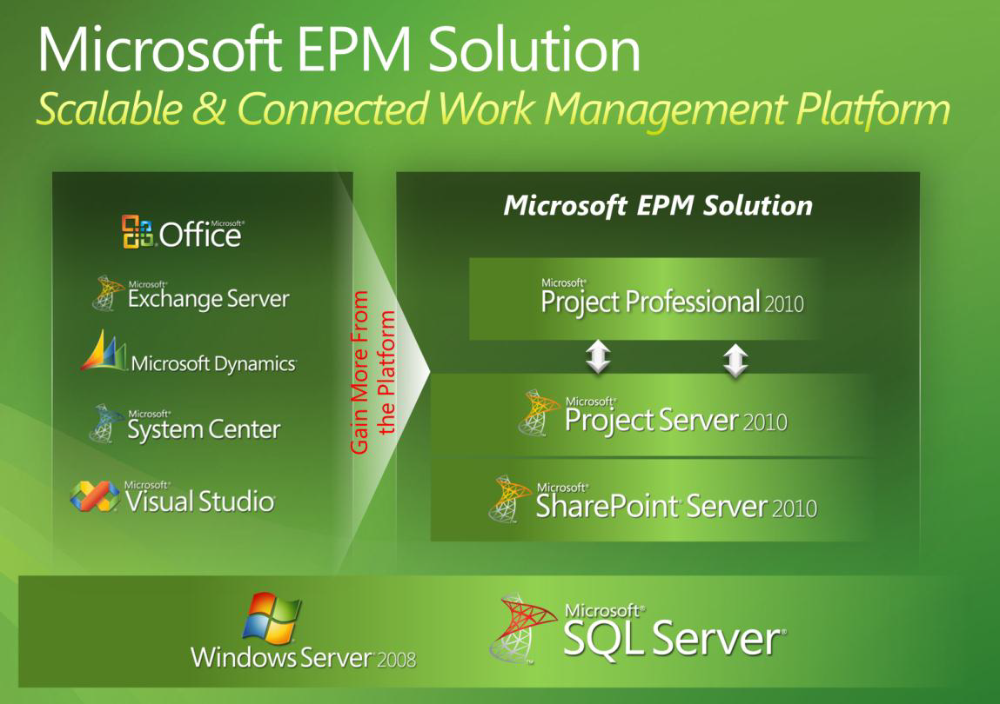 Microsoft EPM Solution
Scalable & Connected Work Management Platform
Microsoft®
Office
Microsoft®
Exchange Server
Microsoft Dynamics®
Microsoft®
System Center
Microsoft®
Visual Studio®
Gain More From
the Platform
Microsoft EPM Solution
Microsoft®
Project Professional 2010
Microsoft®
Project Server 2010
Microsoft®
SharePoint® Server 2010
Windows Server® 2008
Microsoft®
SQL Server®